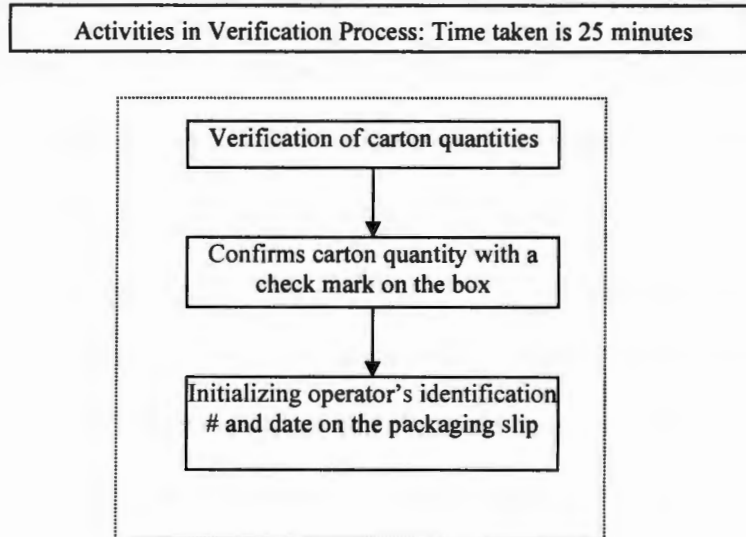 Activities in Verification Process: Time taken is 25 minutes
Verification of carton quantities
Confirms carton quantity with a
check mark on the box
Initializing operator's identification
# and date on the packaging slip